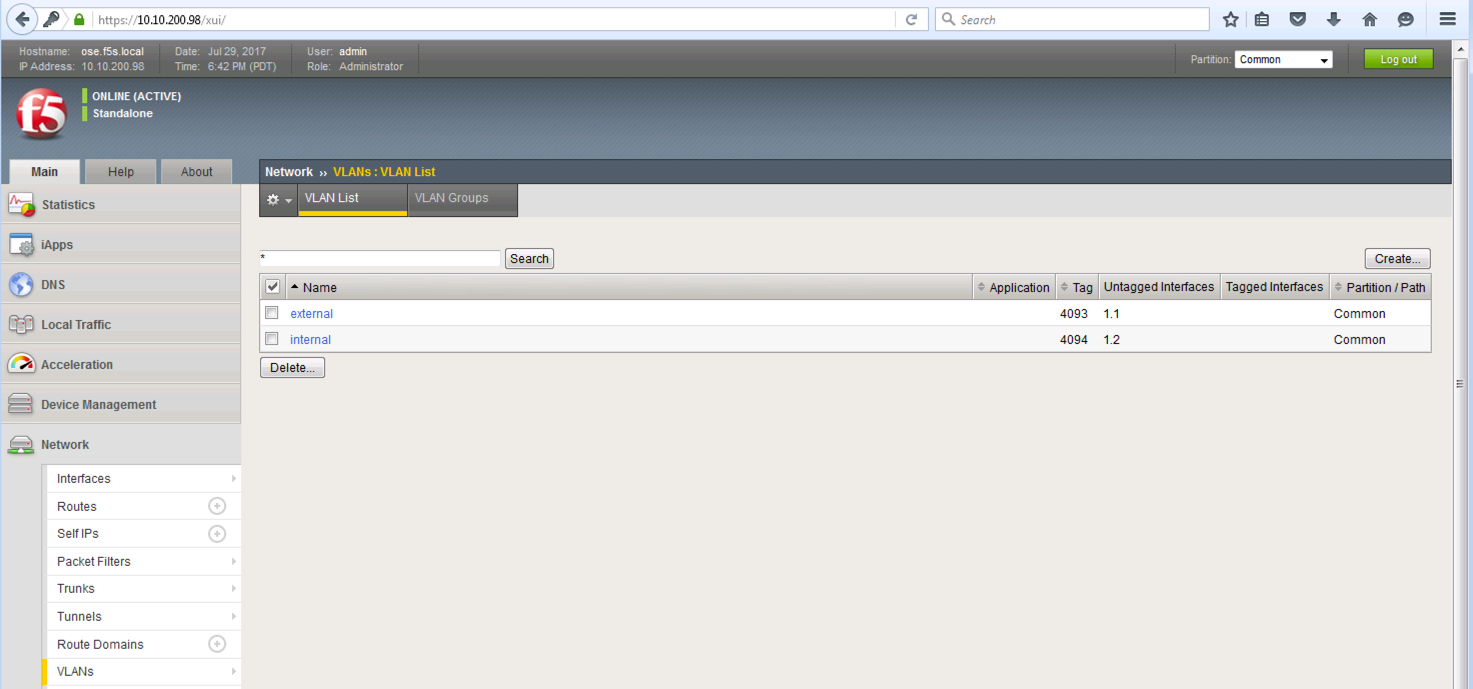 https://10.10.200.98/xui/
Search
Hostname: ose.f5s.local Date: Jul 29, 2017 User: admin
IP Address: 10.10.200.98 Time: 6:42 PM (PDT) Role: Administrator
Partition: Common Log out
f5
ONLINE (ACTIVE)
Standalone
Main Help About
Network ›› VLANs : VLAN List
VLAN List VLAN Groups
Statistics
iApps
DNS
Local Traffic
Acceleration
Device Management
Network
Interfaces
Routes
Self IPs
Packet Filters
Trunks
Tunnels
Route Domains
VLANs
* Search Create...
Name Application Tag Untagged Interfaces Tagged Interfaces Partition / Path
external 4093 1.1 Common
internal 4094 1.2 Common
Delete...